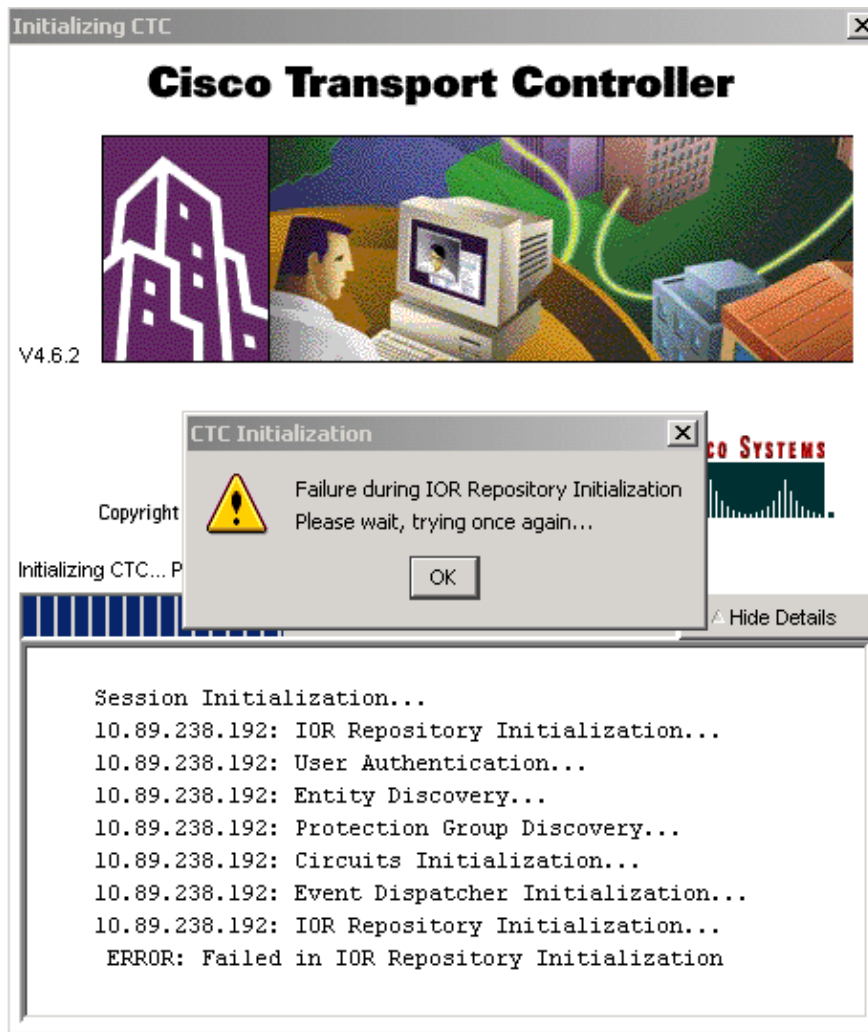 Initializing CTC
Cisco Transport Controller
V4.6.2
CTC Initialization
Failure during IOR Repository Initialization
Please wait, trying once again...
OK
CO SYSTEMS
Copyright
Initializing CTC... P
Hide Details
Session Initialization...
10.89.238.192: IOR Repository Initialization...
10.89.238.192: User Authentication...
10.89.238.192: Entity Discovery...
10.89.238.192: Protection Group Discovery...
10.89.238.192: Circuits Initialization...
10.89.238.192: Event Dispatcher Initialization...
10.89.238.192: IOR Repository Initialization...
ERROR: Failed in IOR Repository Initialization